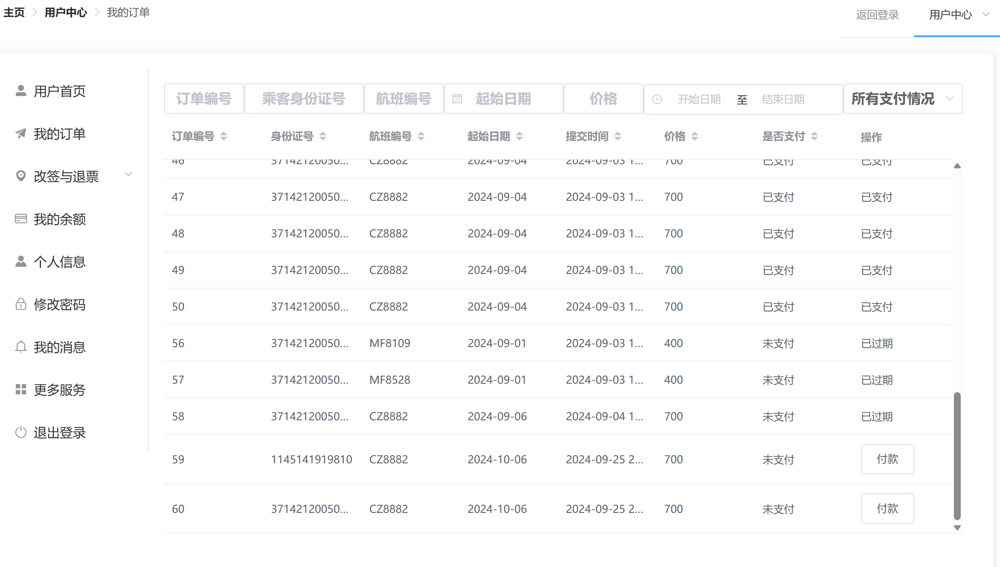 主页 > 用户中心 > 我的订单
返回登录 用户中心
用户首页
我的订单
改签与退票
我的余额
个人信息
修改密码
我的消息
更多服务
退出登录
订单编号 乘客身份证号 航班编号 起始日期 价格 开始日期 至 结束日期 所有支付情况
订单编号 身份证号 航班编号 起始日期 提交时间 价格 是否支付 操作
46 37142120050... CZ8882 2024-09-04 2024-09-03 1... 700 已支付 已支付
47 37142120050... CZ8882 2024-09-04 2024-09-03 1... 700 已支付 已支付
48 37142120050... CZ8882 2024-09-04 2024-09-03 1... 700 已支付 已支付
49 37142120050... CZ8882 2024-09-04 2024-09-03 1... 700 已支付 已支付
50 37142120050... CZ8882 2024-09-04 2024-09-03 1... 700 已支付 已支付
56 37142120050... MF8109 2024-09-01 2024-09-03 1... 400 未支付 已过期
57 37142120050... MF8528 2024-09-01 2024-09-03 1... 400 未支付 已过期
58 37142120050... CZ8882 2024-09-06 2024-09-04 1... 700 未支付 已过期
59 1145141919810 CZ8882 2024-10-06 2024-09-25 2... 700 未支付 付款
60 37142120050... CZ8882 2024-10-06 2024-09-25 2... 700 未支付 付款